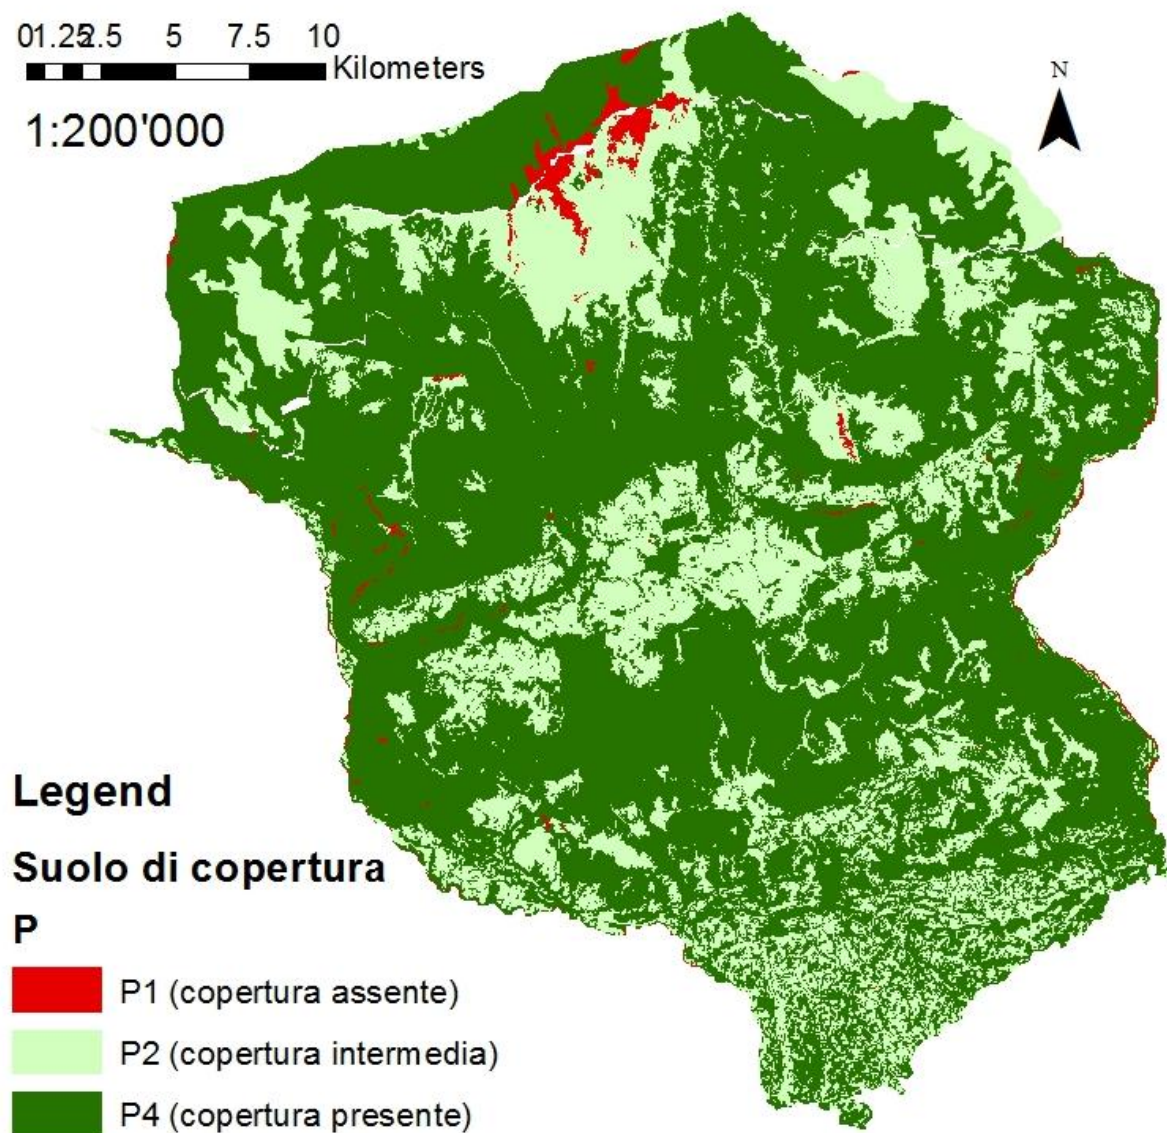 01.252.5 5 7.5 10
Kilometers
1:200'000
N
Legend
Suolo di copertura
P
P1 (copertura assente)
P2 (copertura intermedia)
P4 (copertura presente)